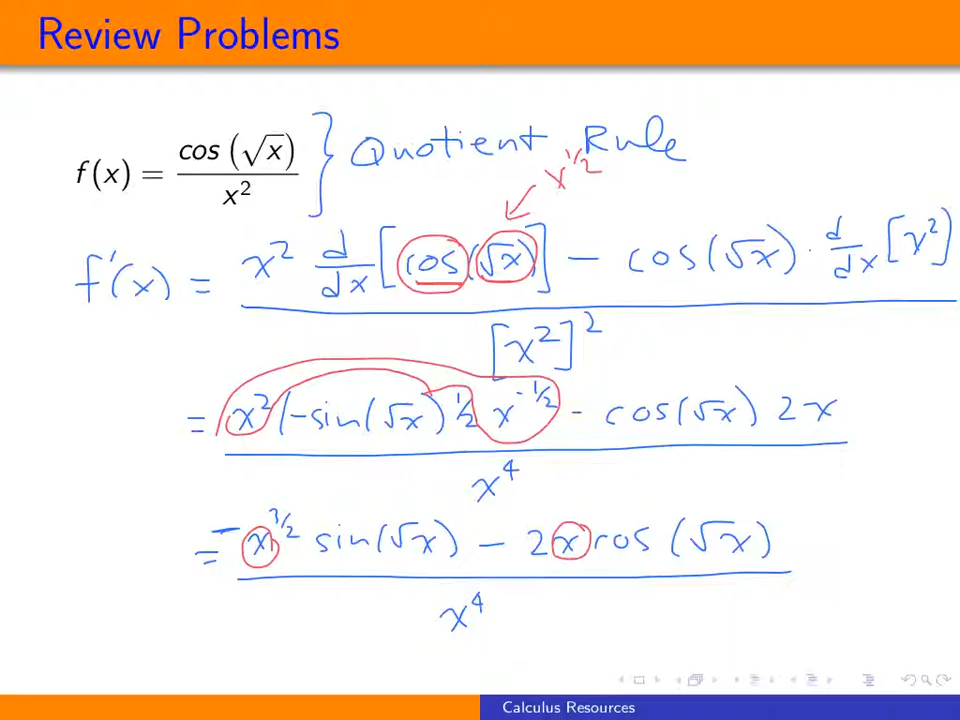 Review Problems
f(x) = cos(√x) / x² } Quotient Rule
x^{1/2}
f'(x) = x² d/dx [cos(√x)] − cos(√x) · d/dx [x²] / [x²]²
= x² (−sin(√x) ½ x^{−1/2} − cos(√x) 2x / x⁴
= −x^{3/2} sin(√x) − 2x cos(√x) / x⁴
Calculus Resources